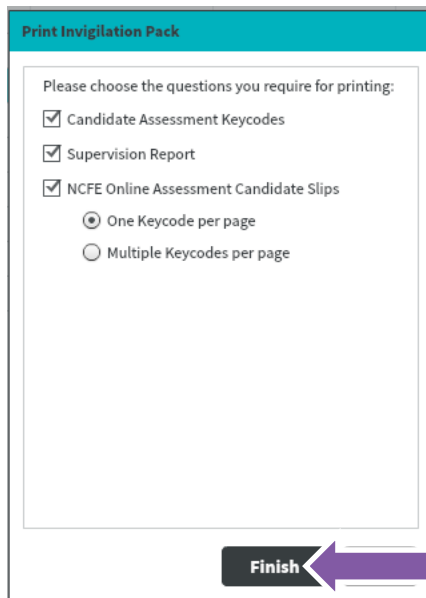 Print Invigilation Pack
Please choose the questions you require for printing:
Candidate Assessment Keycodes
Supervision Report
NCFE Online Assessment Candidate Slips
One Keycode per page
Multiple Keycodes per page
Finish